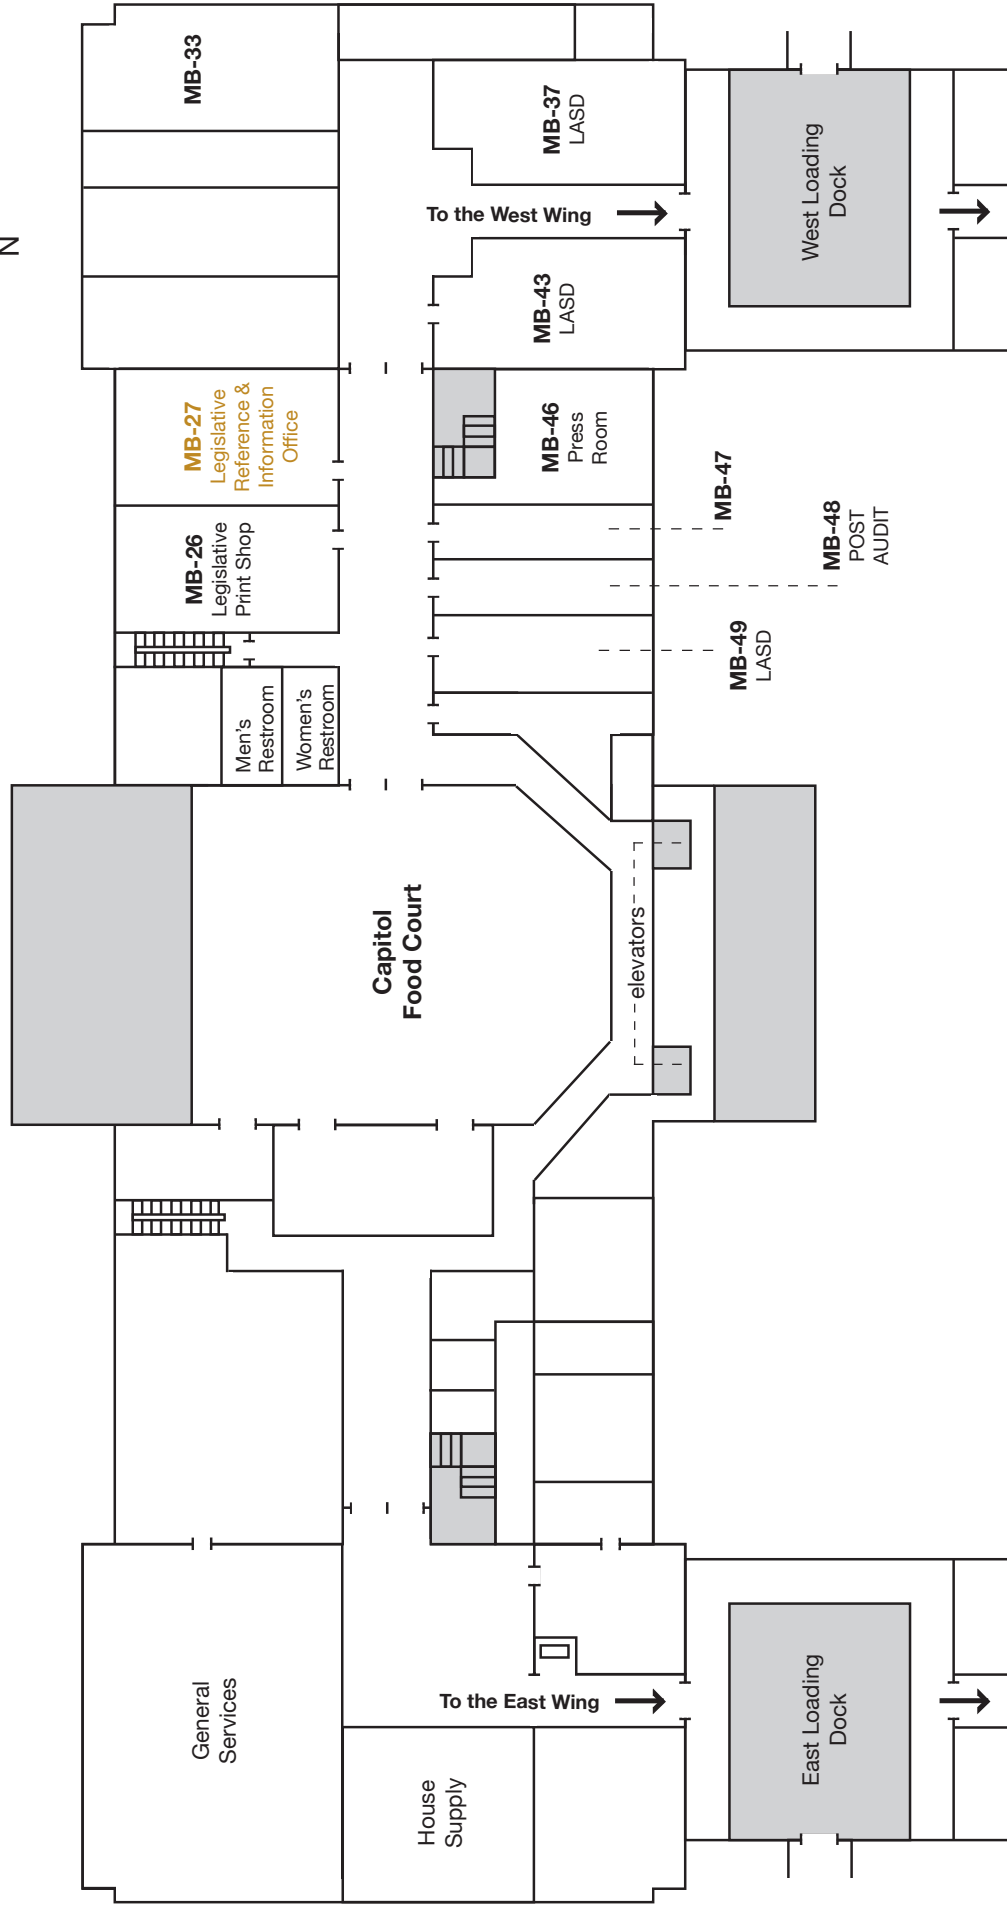 N
MB-33
MB-37
LASD
West Loading
Dock
To the West Wing
MB-43
LASD
MB-27
Legislative
Reference &
Information
Office
MB-46
Press
Room
MB-47
MB-26
Legislative
Print Shop
MB-48
POST
AUDIT
MB-49
LASD
Men's
Restroom
Women's
Restroom
Capitol
Food Court
elevators
General
Services
To the East Wing
House
Supply
East Loading
Dock